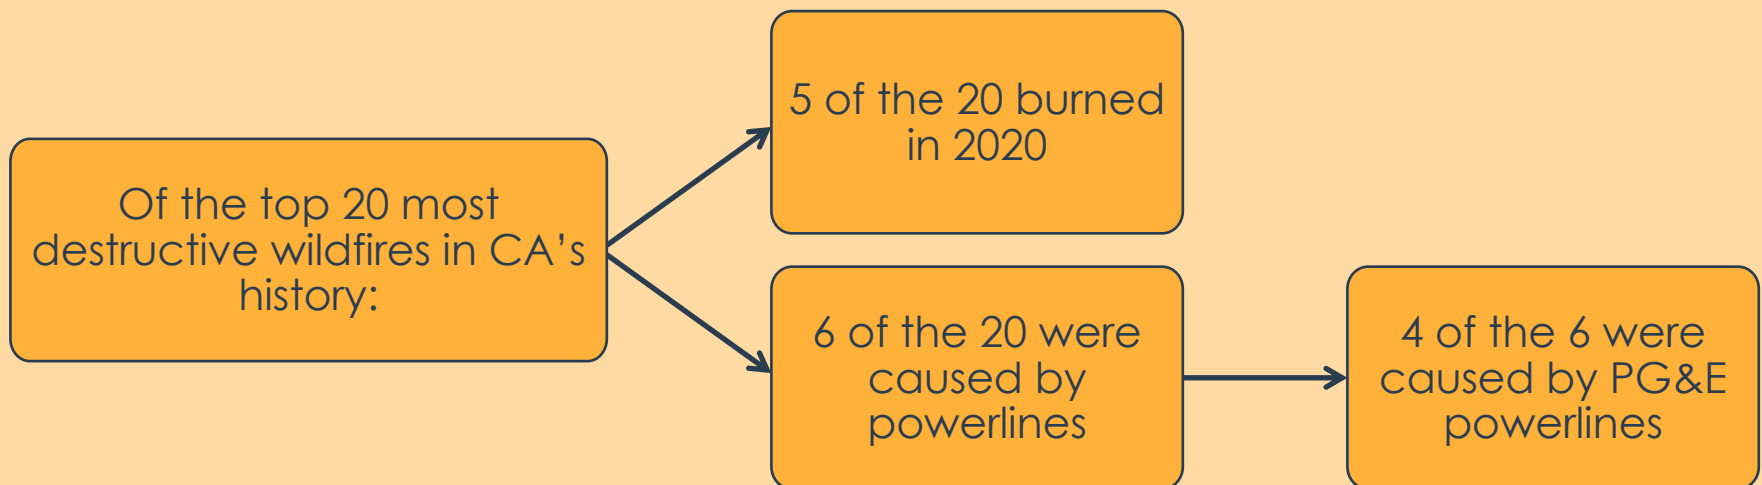 Of the top 20 most
destructive wildfires in CA’s
history:
5 of the 20 burned
in 2020
6 of the 20 were
caused by
powerlines
4 of the 6 were
caused by PG&E
powerlines